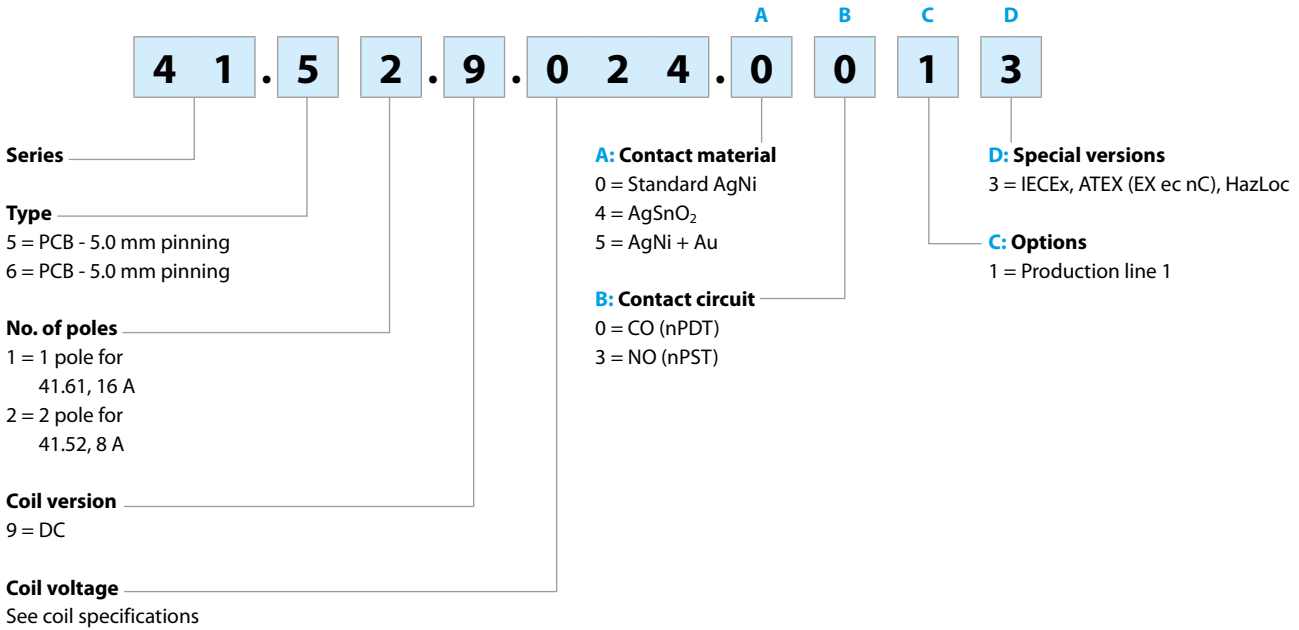 A B C D
4 1 . 5 2 . 9 . 0 2 4 . 0 0 1 3
Series
Type
5 = PCB - 5.0 mm pinning
6 = PCB - 5.0 mm pinning
No. of poles
1 = 1 pole for
41.61, 16 A
2 = 2 pole for
41.52, 8 A
Coil version
9 = DC
Coil voltage
See coil specifications
A: Contact material
0 = Standard AgNi
4 = AgSnO₂
5 = AgNi + Au
B: Contact circuit
0 = CO (nPDT)
3 = NO (nPST)
D: Special versions
3 = IECEx, ATEX (EX ec nC), HazLoc
C: Options
1 = Production line 1